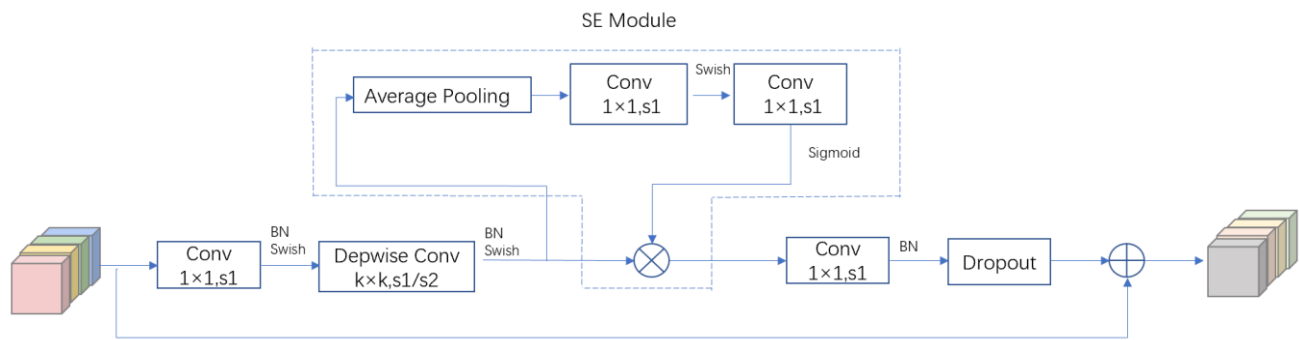 SE Module
Average Pooling
Conv
1×1,s1
Swish
Conv
1×1,s1
Sigmoid
Conv
1×1,s1
BN
Swish
Depwise Conv
k×k,s1/s2
BN
Swish
Conv
1×1,s1
BN
Dropout